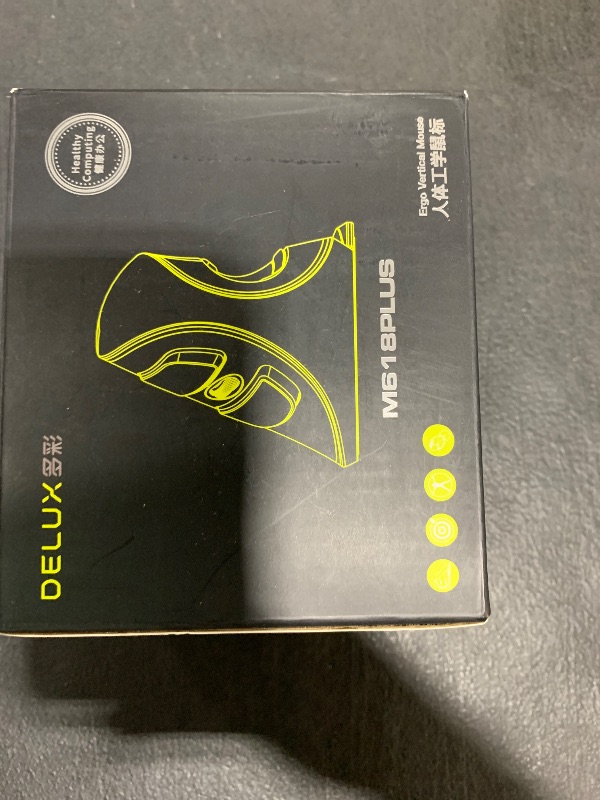 DELUX 多彩
Healthy
Computing
健康办公
M618PLUS
Ergo Vertical Mouse
人体工学鼠标